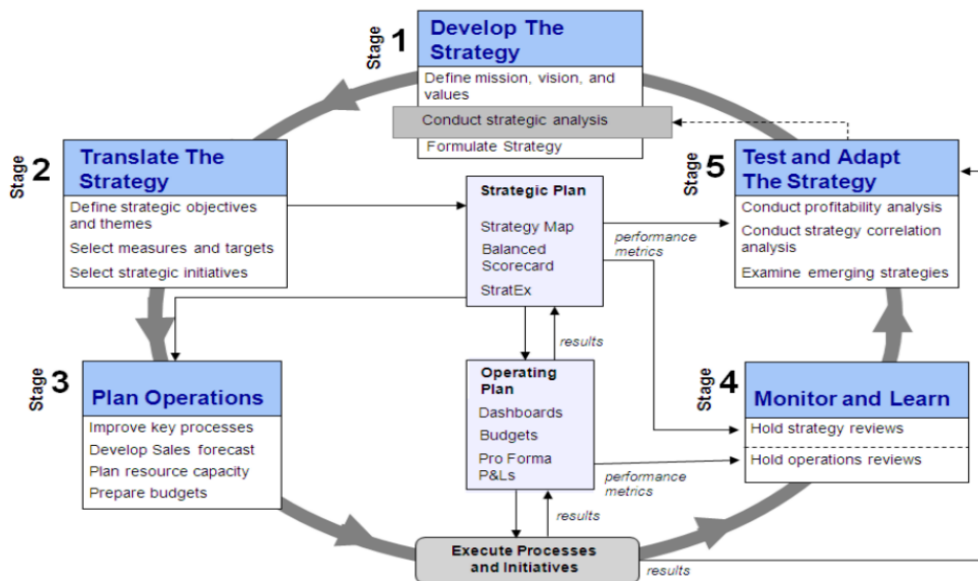 Stage 1
Develop The
Strategy
Define mission, vision, and
values
Conduct strategic analysis
Formulate Strategy
Stage 2
Translate The
Strategy
Define strategic objectives
and themes
Select measures and targets
Select strategic initiatives
Strategic Plan
Strategy Map
Balanced
Scorecard
StratEx
performance
metrics
Stage 5
Test and Adapt
The Strategy
Conduct profitability analysis
Conduct strategy correlation
analysis
Examine emerging strategies
results
Stage 3
Plan Operations
Improve key processes
Develop Sales forecast
Plan resource capacity
Prepare budgets
Operating
Plan
Dashboards
Budgets
Pro Forma
P&Ls
performance
metrics
Stage 4
Monitor and Learn
Hold strategy reviews
Hold operations reviews
results
Execute Processes
and Initiatives
results